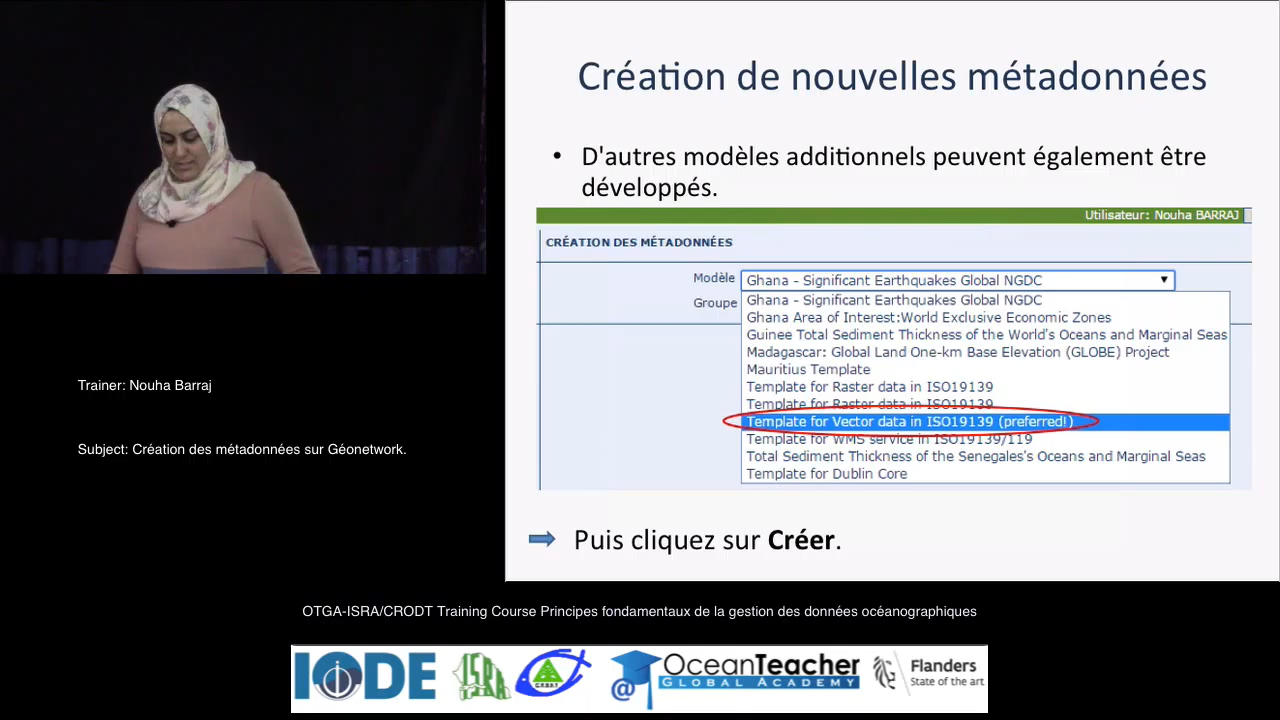 Création de nouvelles métadonnées
• D'autres modèles additionnels peuvent également être
développés.
Utilisateur: Nouha BARRAJ
CRÉATION DES MÉTADONNÉES
Modèle Ghana - Significant Earthquakes Global NGDC
Groupe
Ghana - Significant Earthquakes Global NGDC
Ghana Area of Interest:World Exclusive Economic Zones
Guinee Total Sediment Thickness of the World's Oceans and Marginal Seas
Madagascar: Global Land One-km Base Elevation (GLOBE) Project
Mauritius Template
Template for Raster data in ISO19139
Template for Raster data in ISO19139
Template for Vector data in ISO19139 (preferred!)
Template for WMS service in ISO19139/119
Total Sediment Thickness of the Senegales's Oceans and Marginal Seas
Template for Dublin Core
Puis cliquez sur Créer.
Trainer: Nouha Barraj
Subject: Création des métadonnées sur Géonetwork.
OTGA-ISRA/CRODT Training Course Principes fondamentaux de la gestion des données océanographiques
IODE
ISRA
@
OceanTeacher
GLOBAL ACADEMY
Flanders
State of the art